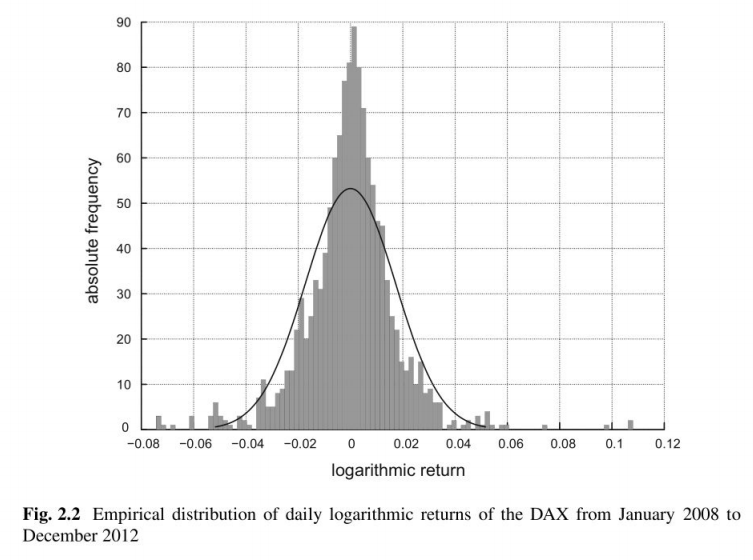 90
80
70
60
50
40
30
20
10
0
absolute frequency
−0.08 −0.06 −0.04 −0.02 0 0.02 0.04 0.06 0.08 0.1 0.12
logarithmic return
Fig. 2.2 Empirical distribution of daily logarithmic returns of the DAX from January 2008 to
December 2012